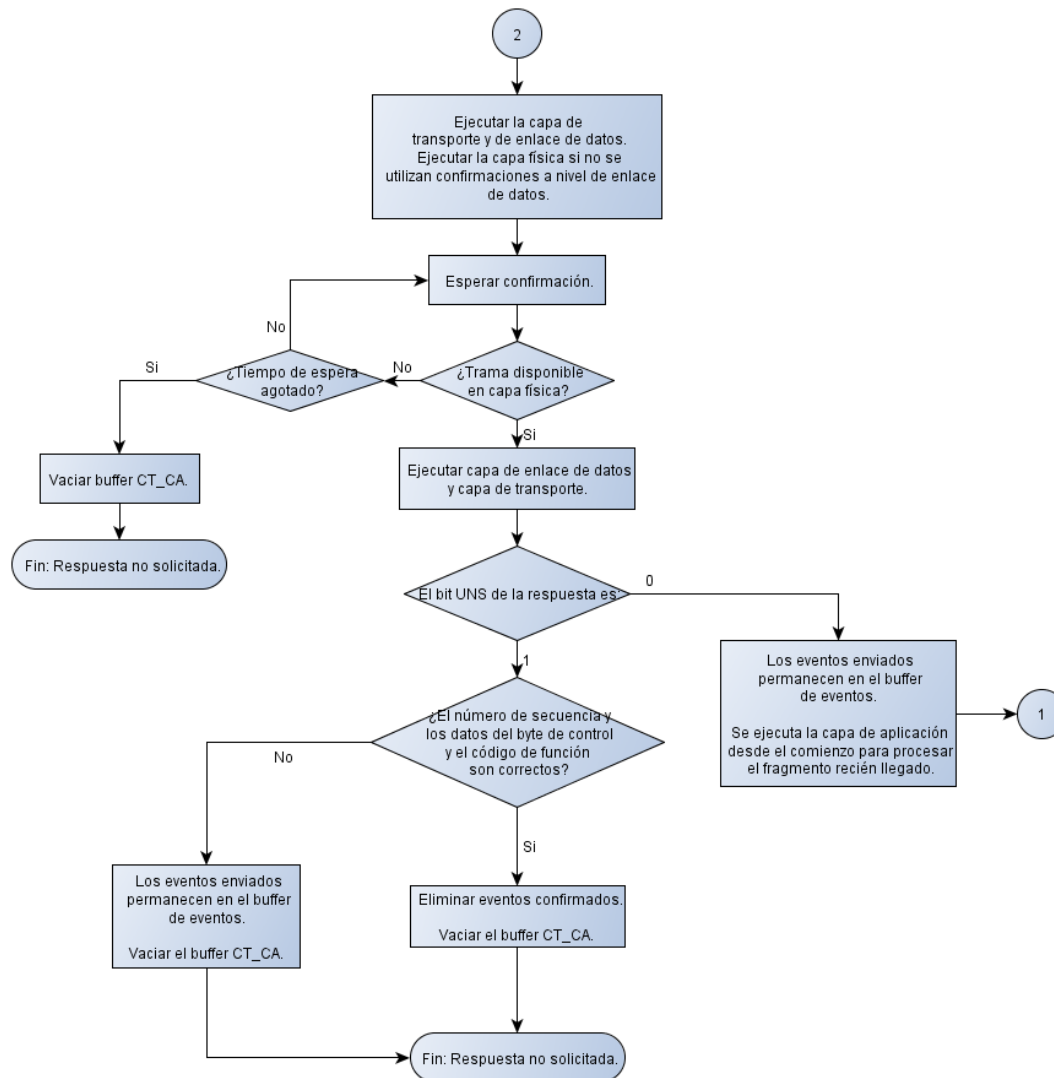 2
Ejecutar la capa de
transporte y de enlace de datos.
Ejecutar la capa física si no se
utilizan confirmaciones a nivel de enlace
de datos.
Esperar confirmación.
No
¿Tiempo de espera
agotado?
No
¿Trama disponible
en capa física?
Si
Si
Vaciar buffer CT_CA.
Ejecutar capa de enlace de datos
y capa de transporte.
Fin: Respuesta no solicitada.
El bit UNS de la respuesta es:
0
1
Los eventos enviados
permanecen en el buffer
de eventos.
Se ejecuta la capa de aplicación
desde el comienzo para procesar
el fragmento recién llegado.
1
¿El número de secuencia y
los datos del byte de control
y el código de función
son correctos?
No
Si
Los eventos enviados
permanecen en el buffer
de eventos.
Vaciar el buffer CT_CA.
Eliminar eventos confirmados.
Vaciar el buffer CT_CA.
Fin: Respuesta no solicitada.